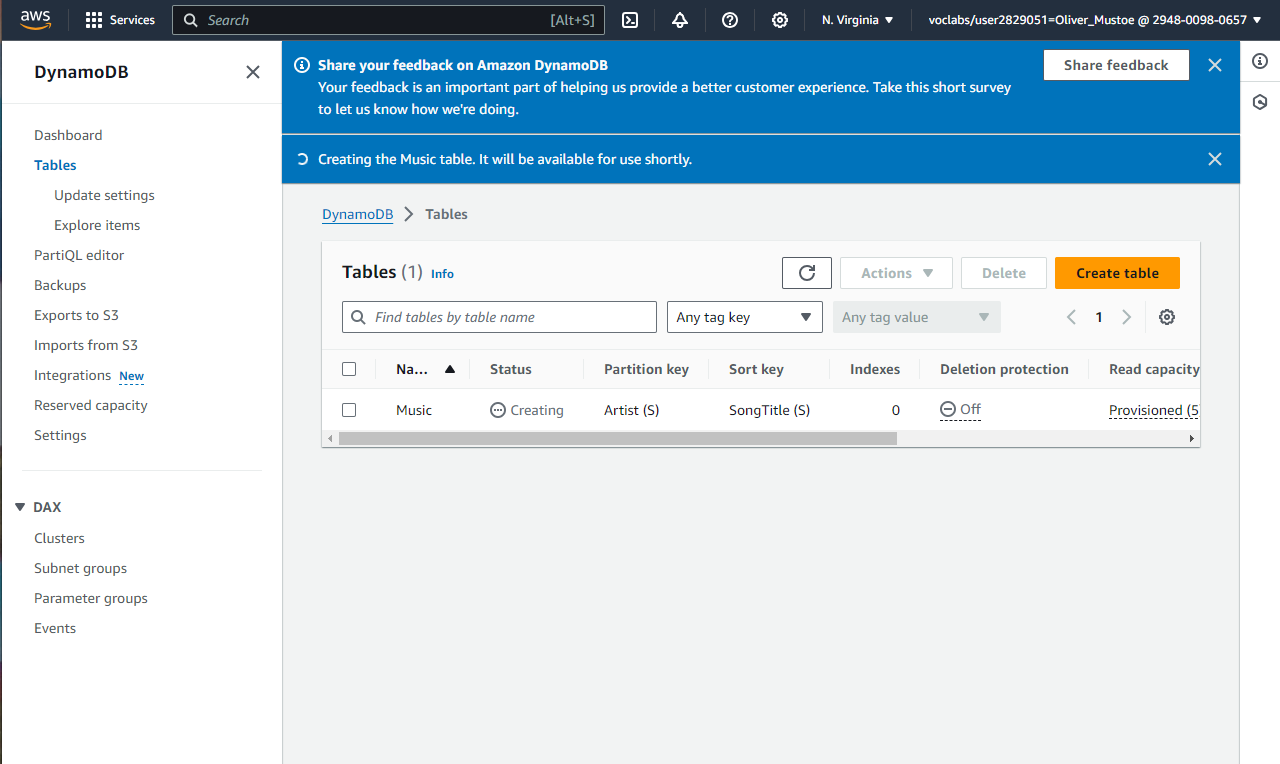 aws
Services
Search
[Alt+S]
N. Virginia
voclabs/user2829051=Oliver_Mustoe @ 2948-0098-0657
DynamoDB
Dashboard
Tables
Update settings
Explore items
PartiQL editor
Backups
Exports to S3
Imports from S3
Integrations New
Reserved capacity
Settings
DAX
Clusters
Subnet groups
Parameter groups
Events
Share your feedback on Amazon DynamoDB
Your feedback is an important part of helping us provide a better customer experience. Take this short survey
to let us know how we're doing.
Share feedback
Creating the Music table. It will be available for use shortly.
DynamoDB Tables
Tables (1) Info
Actions
Delete
Create table
Find tables by table name
Any tag key
Any tag value
1
Na... Status Partition key Sort key Indexes Deletion protection Read capacity
Music Creating Artist (S) SongTitle (S) 0 Off Provisioned (5